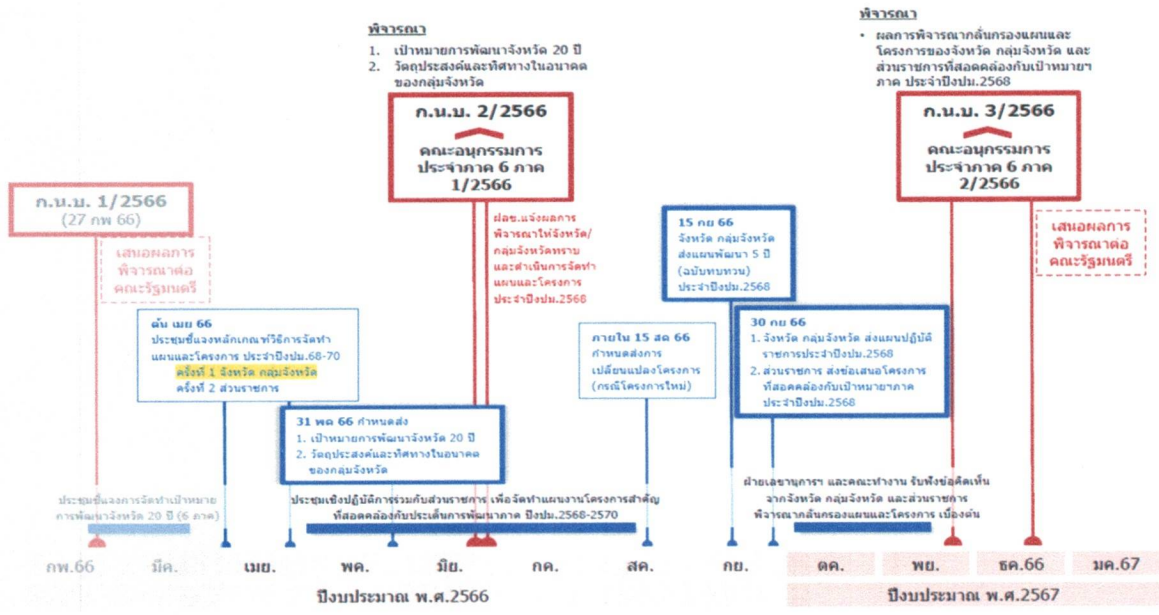 พิจารณา
1. เป้าหมายการพัฒนาจังหวัด 20 ปี
2. วัตถุประสงค์และทิศทางในอนาคต
ของกลุ่มจังหวัด
ก.น.บ. 2/2566
คณะอนุกรรมการ
ประจำภาค 6 ภาค
1/2566
พิจารณา
• ผลการพิจารณากลั่นกรองแผนและ
โครงการของจังหวัด กลุ่มจังหวัด และ
ส่วนราชการที่สอดคล้องกับเป้าหมายฯ
ภาค ประจำปีงปม.2568
ก.น.บ. 3/2566
คณะอนุกรรมการ
ประจำภาค 6 ภาค
2/2566
ก.น.บ. 1/2566
(27 กพ 66)
เสนอผลการ
พิจารณาต่อ
คณะรัฐมนตรี
ฝลข.แจ้งผลการ
พิจารณาให้จังหวัด/
กลุ่มจังหวัดทราบ
และดำเนินการจัดทำ
แผนและโครงการ
ประจำปีงปม.2568
15 กย 66
จังหวัด กลุ่มจังหวัด
ส่งแผนพัฒนา 5 ปี
(ฉบับทบทวน)
ประจำปีงปม.2568
เสนอผลการ
พิจารณาต่อ
คณะรัฐมนตรี
ต้น เมย 66
ประชุมชี้แจงหลักเกณฑ์วิธีการจัดทำ
แผนและโครงการ ประจำปีงปม.68-70
ครั้งที่ 1 จังหวัด กลุ่มจังหวัด
ครั้งที่ 2 ส่วนราชการ
ภายใน 15 สค 66
กำหนดส่งการ
เปลี่ยนแปลงโครงการ
(กรณีโครงการใหม่)
30 กย 66
1. จังหวัด กลุ่มจังหวัด ส่งแผนปฏิบัติ
ราชการประจำปีงปม.2568
2. ส่วนราชการ ส่งข้อเสนอโครงการ
ที่สอดคล้องกับเป้าหมายฯภาค
ประจำปีงปม.2568
31 พค 66 กำหนดส่ง
1. เป้าหมายการพัฒนาจังหวัด 20 ปี
2. วัตถุประสงค์และทิศทางในอนาคต
ของกลุ่มจังหวัด
ประชุมชี้แจงการจัดทำเป้าหมาย
การพัฒนาจังหวัด 20 ปี (6 ภาค)
ประชุมเชิงปฏิบัติการร่วมกับส่วนราชการ เพื่อจัดทำแผนงานโครงการสำคัญ
ที่สอดคล้องกับประเด็นการพัฒนาภาค ปีงปม.2568-2570
ฝ่ายเลขานุการฯ และคณะทำงาน รับฟังข้อคิดเห็น
จากจังหวัด กลุ่มจังหวัด และส่วนราชการ
พิจารณากลั่นกรองแผนและโครงการ เบื้องต้น
กพ.66 มีค. เมย. พค. มิย. กค. สค. กย. ตค. พย. ธค.66 มค.67
ปีงบประมาณ พ.ศ.2566 ปีงบประมาณ พ.ศ.2567